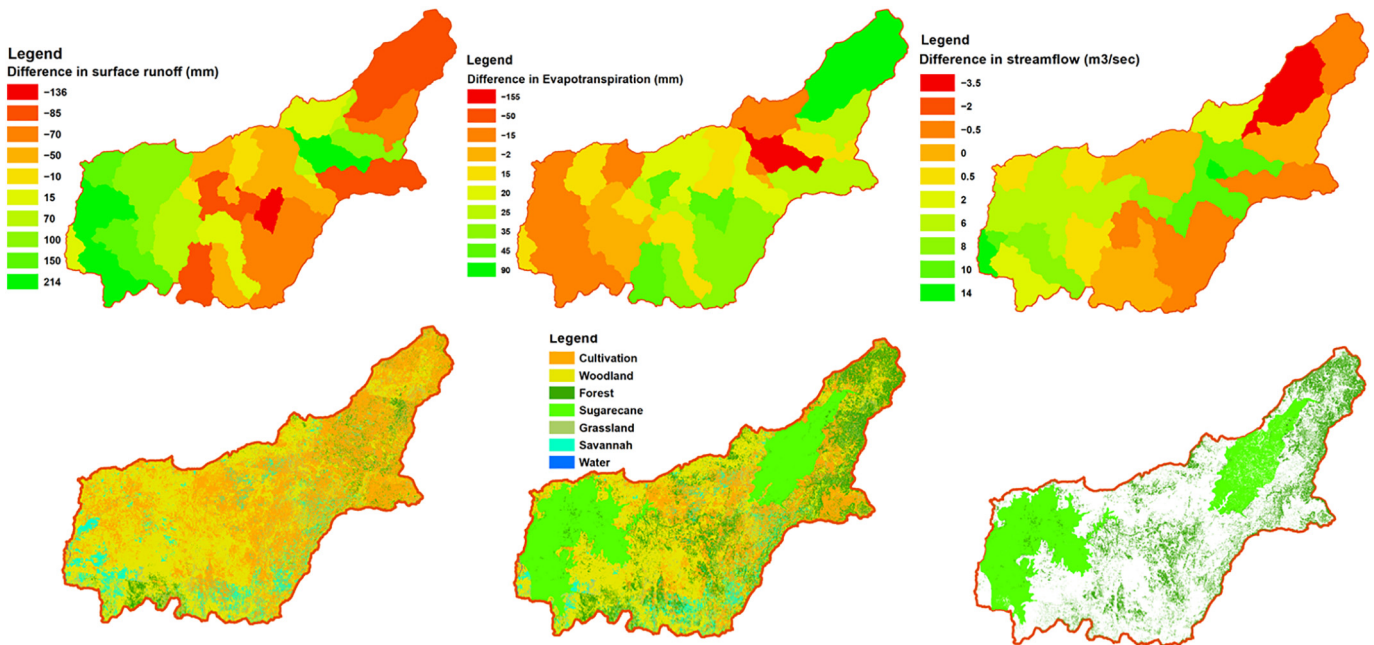 Legend
Difference in surface runoff (mm)
−136
−85
−70
−50
−10
15
70
100
150
214
Legend
Difference in Evapotranspiration (mm)
−155
−50
−15
−2
15
20
25
35
45
90
Legend
Difference in streamflow (m3/sec)
−3.5
−2
−0.5
0
0.5
2
6
8
10
14
Legend
Cultivation
Woodland
Forest
Sugarecane
Grassland
Savannah
Water